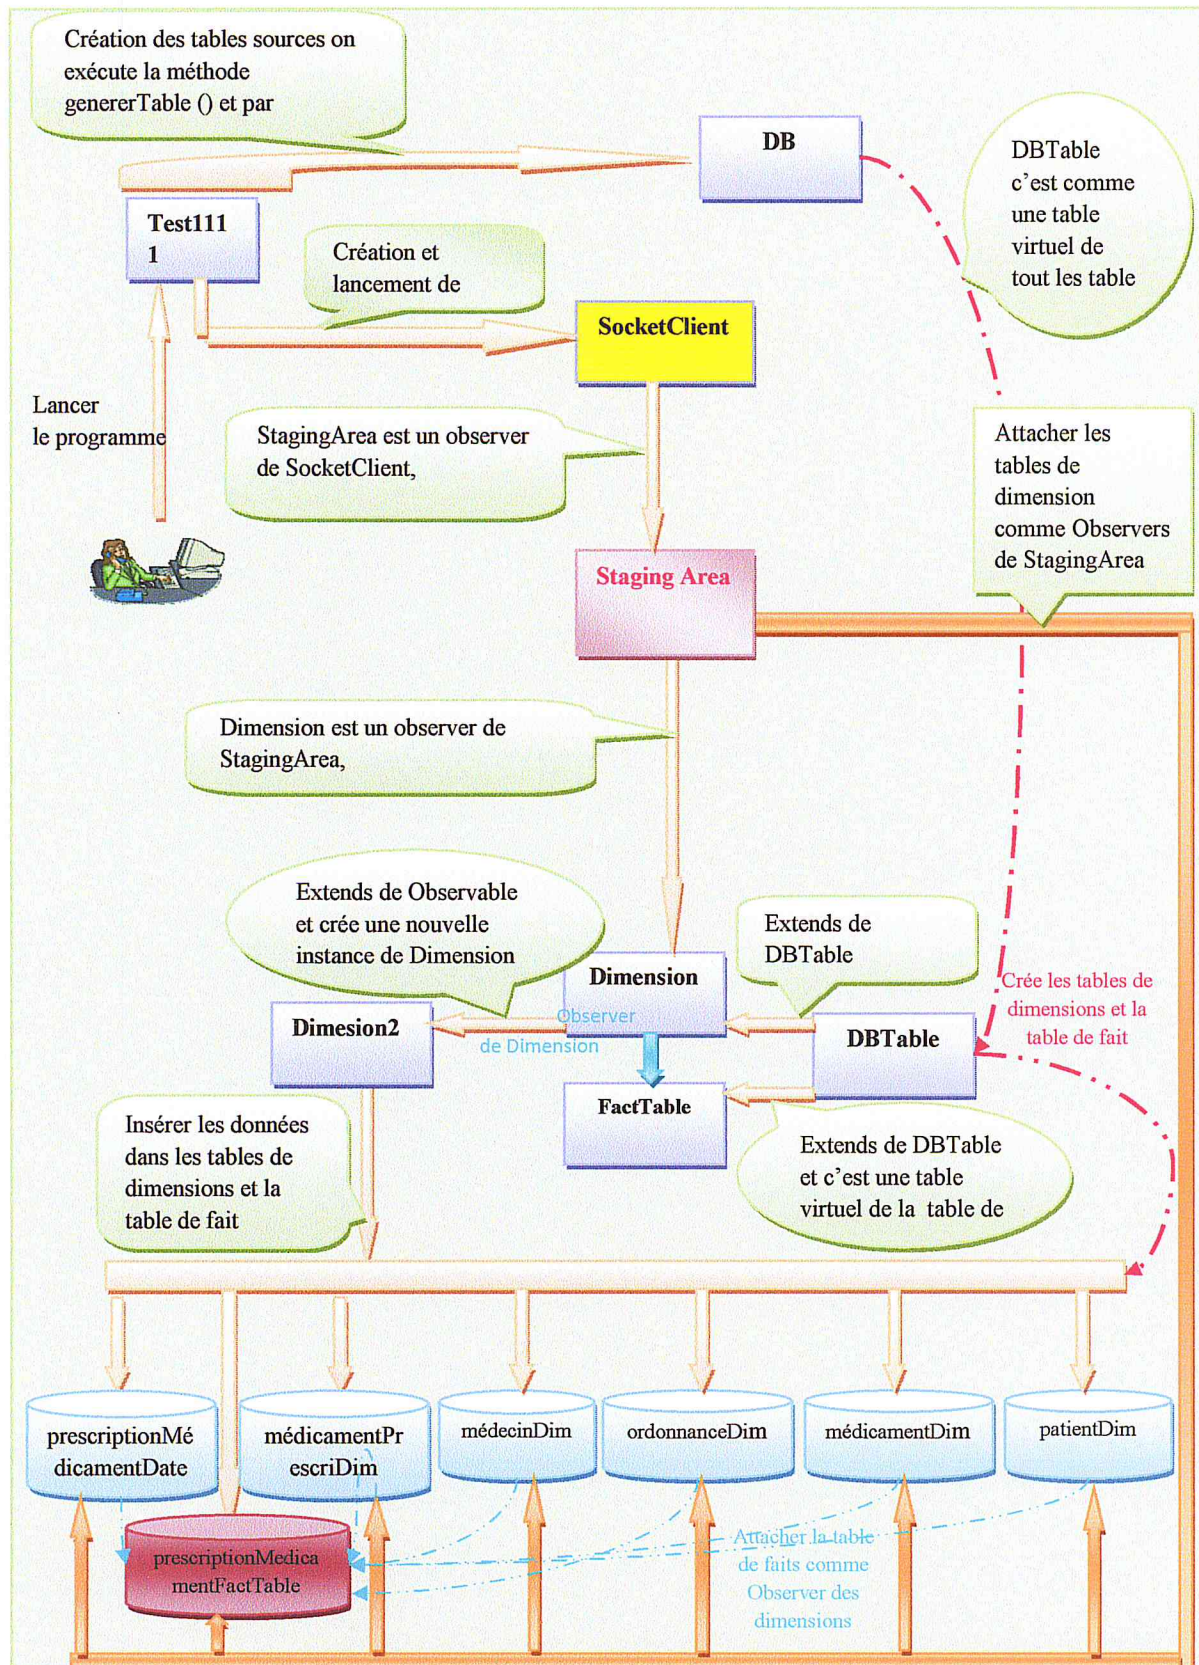 Création des tables sources on
exécute la méthode
genererTable () et par
DB
DBTable
c'est comme
une table
virtuel de
tout les table
Test111
1
Création et
lancement de
SocketClient
Lancer
le programme
StagingArea est un observer
de SocketClient,
Attacher les
tables de
dimension
comme Observers
de StagingArea
Staging Area
Dimension est un observer de
StagingArea,
Extends de Observable
et crée une nouvelle
instance de Dimension
Extends de
DBTable
Dimension
Crée les tables de
dimensions et la
table de fait
Dimesion2
Observer
de Dimension
DBTable
FactTable
Insérer les données
dans les tables de
dimensions et la
table de fait
Extends de DBTable
et c'est une table
virtuel de la table de
prescriptionMé
dicamentDate
médicamentPr
escriDim
médecinDim
ordonnanceDim
médicamentDim
patientDim
prescriptionMedica
mentFactTable
Attacher la table
de faits comme
Observer des
dimensions